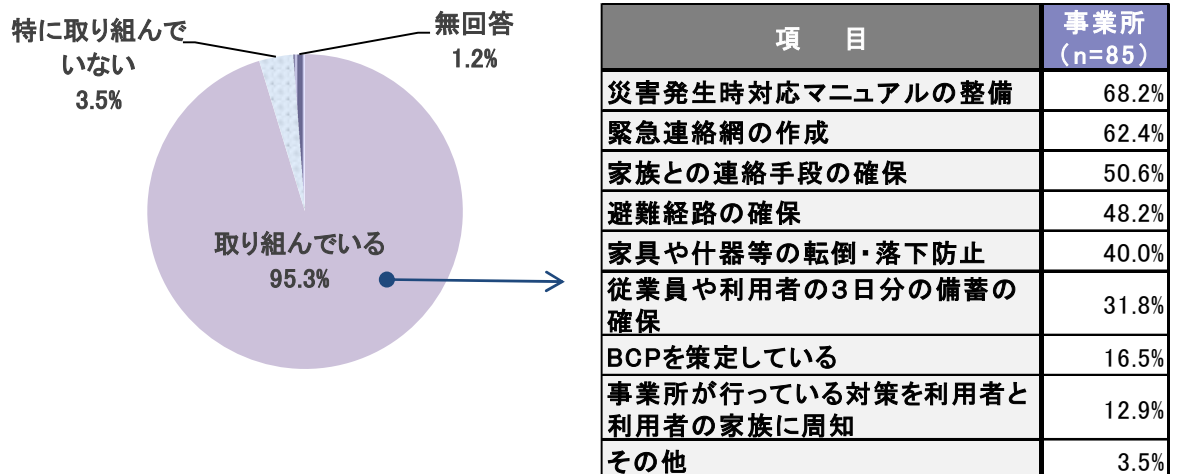 特に取り組んで
いない
3.5%
無回答
1.2%
取り組んでいる
95.3%
項　目 事業所
(n=85)
災害発生時対応マニュアルの整備 68.2%
緊急連絡網の作成 62.4%
家族との連絡手段の確保 50.6%
避難経路の確保 48.2%
家具や什器等の転倒・落下防止 40.0%
従業員や利用者の３日分の備蓄の
確保 31.8%
BCPを策定している 16.5%
事業所が行っている対策を利用者と
利用者の家族に周知 12.9%
その他 3.5%